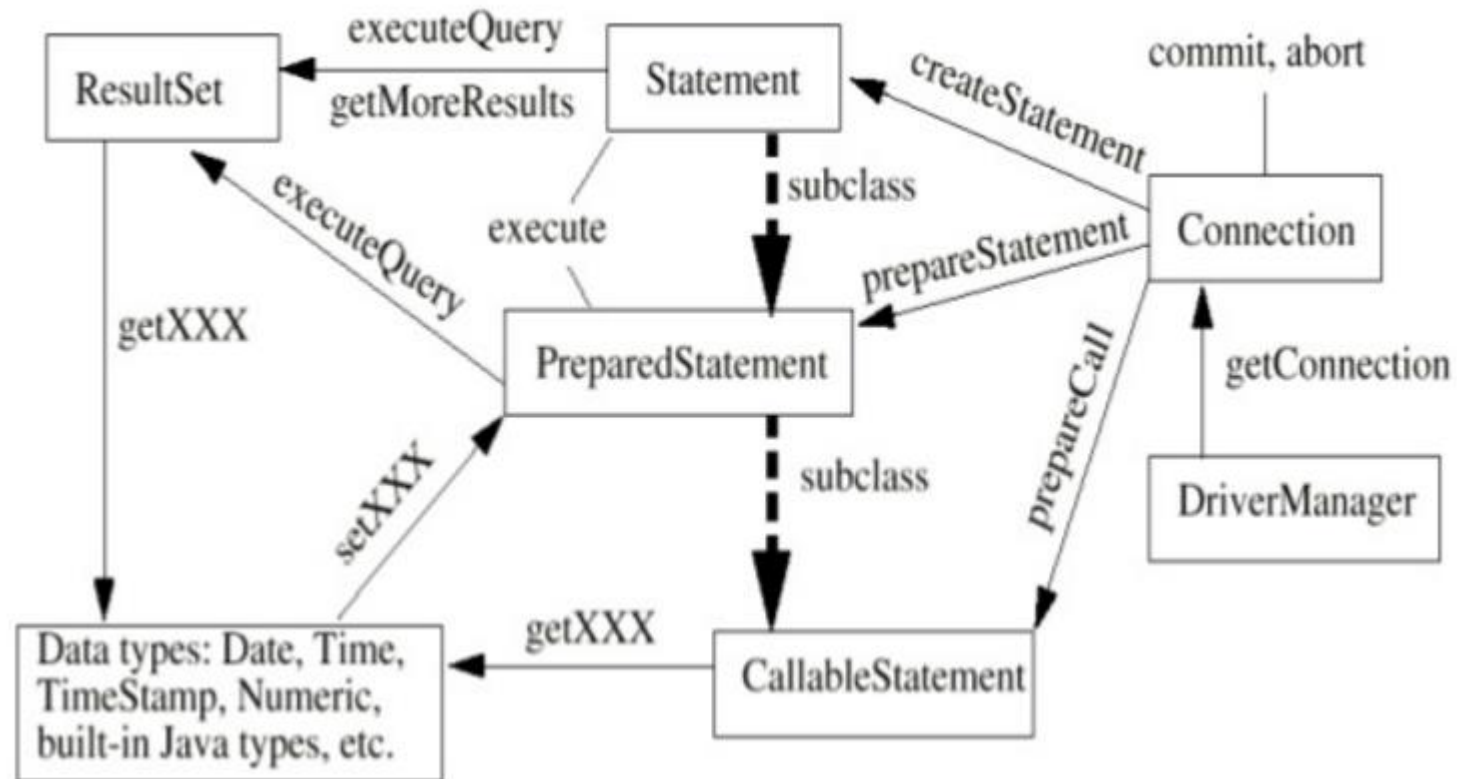 executeQuery
ResultSet
getMoreResults
Statement
createStatement
commit, abort
subclass
executeQuery
execute
prepareStatement
Connection
getXXX
PreparedStatement
prepareCall
getConnection
setXXX
subclass
DriverManager
Data types: Date, Time,
TimeStamp, Numeric,
built-in Java types, etc.
getXXX
CallableStatement